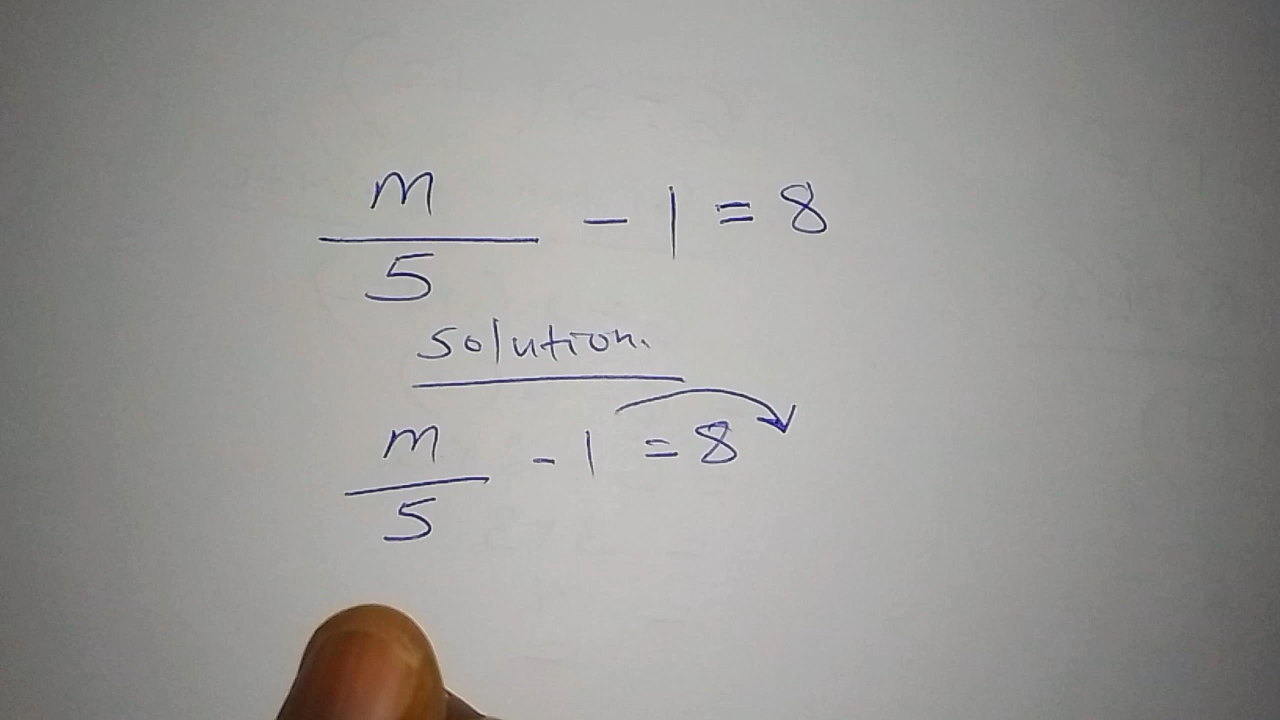 m/5 - 1 = 8
Solution.
m/5 - 1 = 8